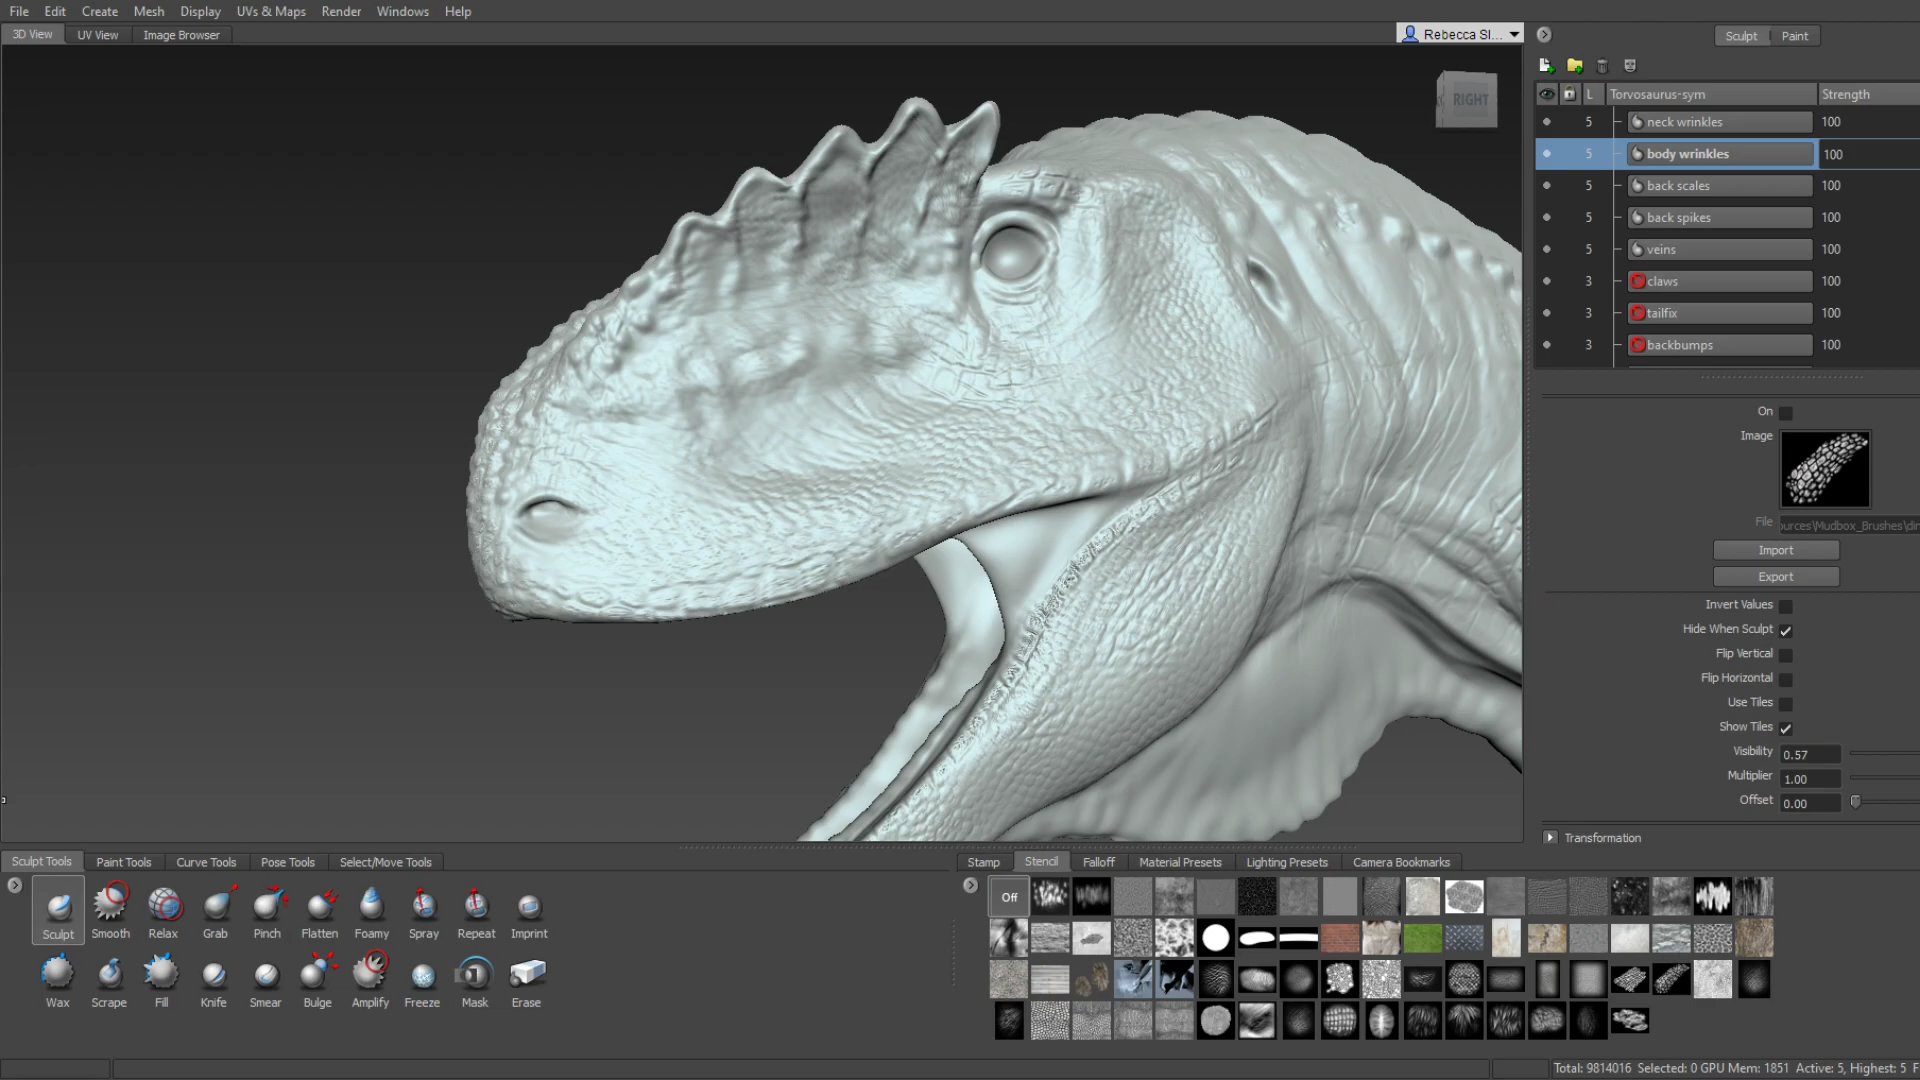 File Edit Create Mesh Display UVs & Maps Render Windows Help
3D View UV View Image Browser
Rebecca Sl...
Sculpt Paint
RIGHT
L Torvosaurus-sym Strength
5 neck wrinkles 100
5 body wrinkles 100
5 back scales 100
5 back spikes 100
5 veins 100
3 claws 100
3 tailfix 100
3 backbumps 100
On
Image
File urces\Mudbox_Brushes\din
Import
Export
Invert Values
Hide When Sculpt
Flip Vertical
Flip Horizontal
Use Tiles
Show Tiles
Visibility 0.57
Multiplier 1.00
Offset 0.00
Transformation
Sculpt Tools Paint Tools Curve Tools Pose Tools Select/Move Tools
Sculpt Smooth Relax Grab Pinch Flatten Foamy Spray Repeat Imprint
Wax Scrape Fill Knife Smear Bulge Amplify Freeze Mask Erase
Stamp Stencil Falloff Material Presets Lighting Presets Camera Bookmarks
Off
Total: 9814016 Selected: 0 GPU Mem: 1851 Active: 5, Highest: 5 F